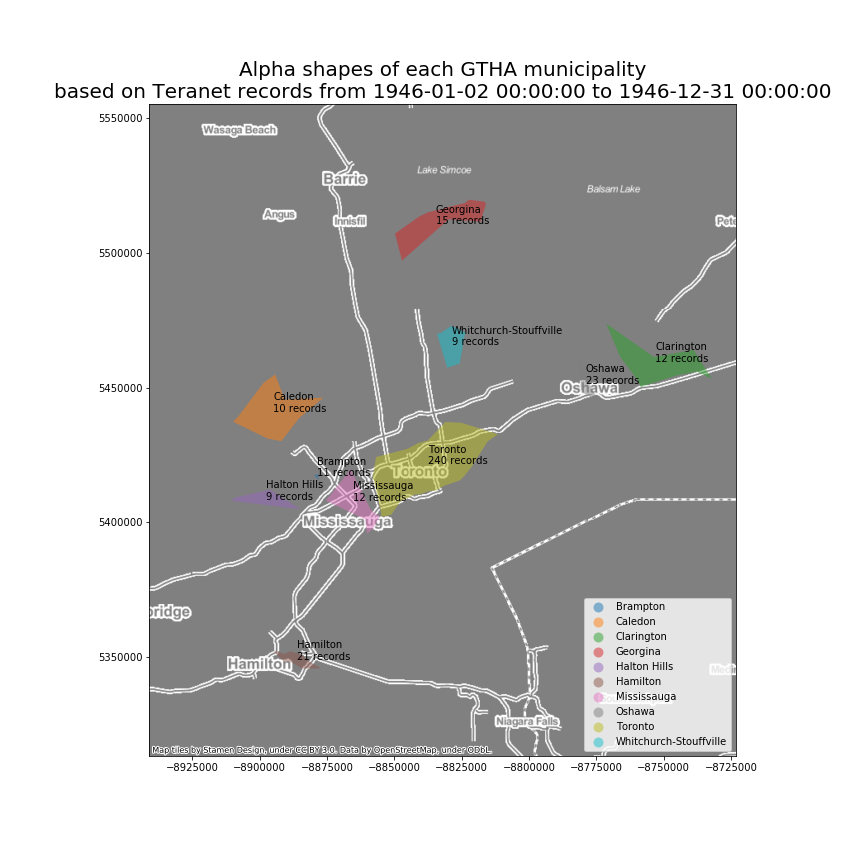 Alpha shapes of each GTHA municipality
based on Teranet records from 1946-01-02 00:00:00 to 1946-12-31 00:00:00
5550000
5500000
5450000
5400000
5350000
Wasaga Beach
Barrie
Lake Simcoe
Balsam Lake
Angus
Innisfil
Georgina
15 records
Whitchurch-Stouffville
9 records
Clarington
12 records
Oshawa
23 records
Oshawa
Caledon
10 records
Toronto
240 records
Toronto
Brampton
11 records
Halton Hills
9 records
Mississauga
12 records
Mississauga
bridge
Hamilton
21 records
Hamilton
Niagara Falls
Brampton
Caledon
Clarington
Georgina
Halton Hills
Hamilton
Mississauga
Oshawa
Toronto
Whitchurch-Stouffville
Map tiles by Stamen Design, under CC BY 3.0. Data by OpenStreetMap, under ODbL.
−8925000 −8900000 −8875000 −8850000 −8825000 −8800000 −8775000 −8750000 −8725000